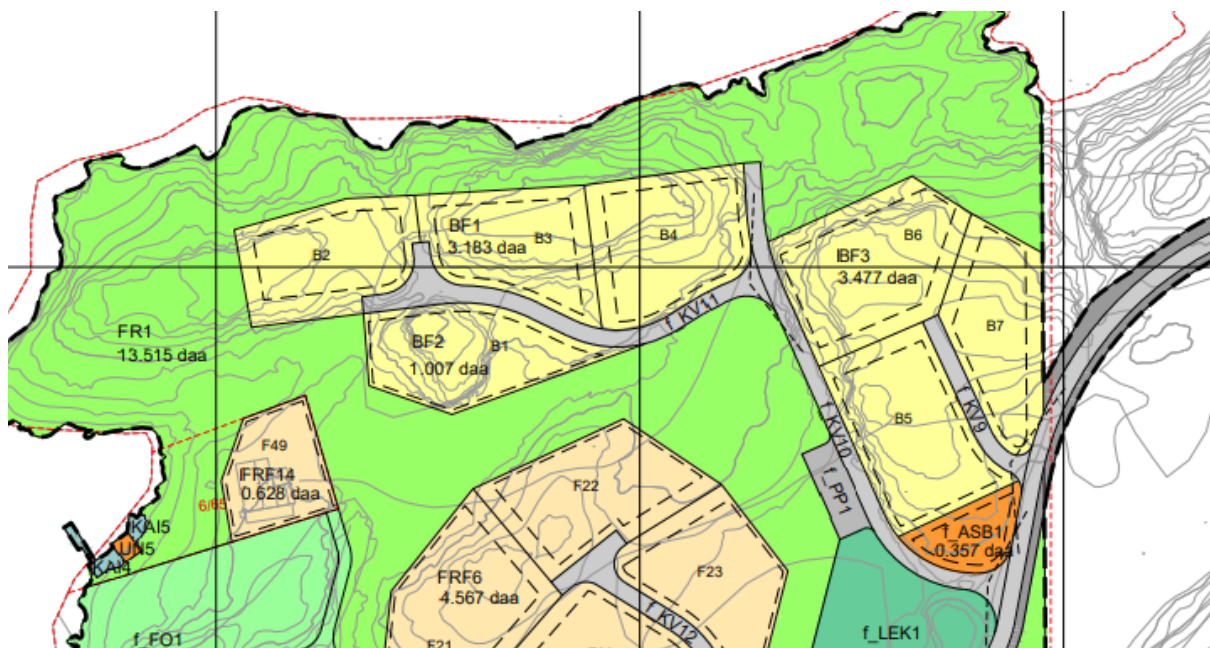 BF1
3.183 daa
B3
B4
B2
B6
BF3
3.477 daa
f_KV11
B7
FR1
13.515 daa
BF2
B1
1.007 daa
f_KV10
f_KV9
B5
F49
FRF14
0.628 daa
6/65
f_PP1
F22
KAI5
UN5
KAI4
f_ASB1
0.357 daa
FRF6
4.567 daa
F23
f_KV12
f_LEK1
f_FO1
F21